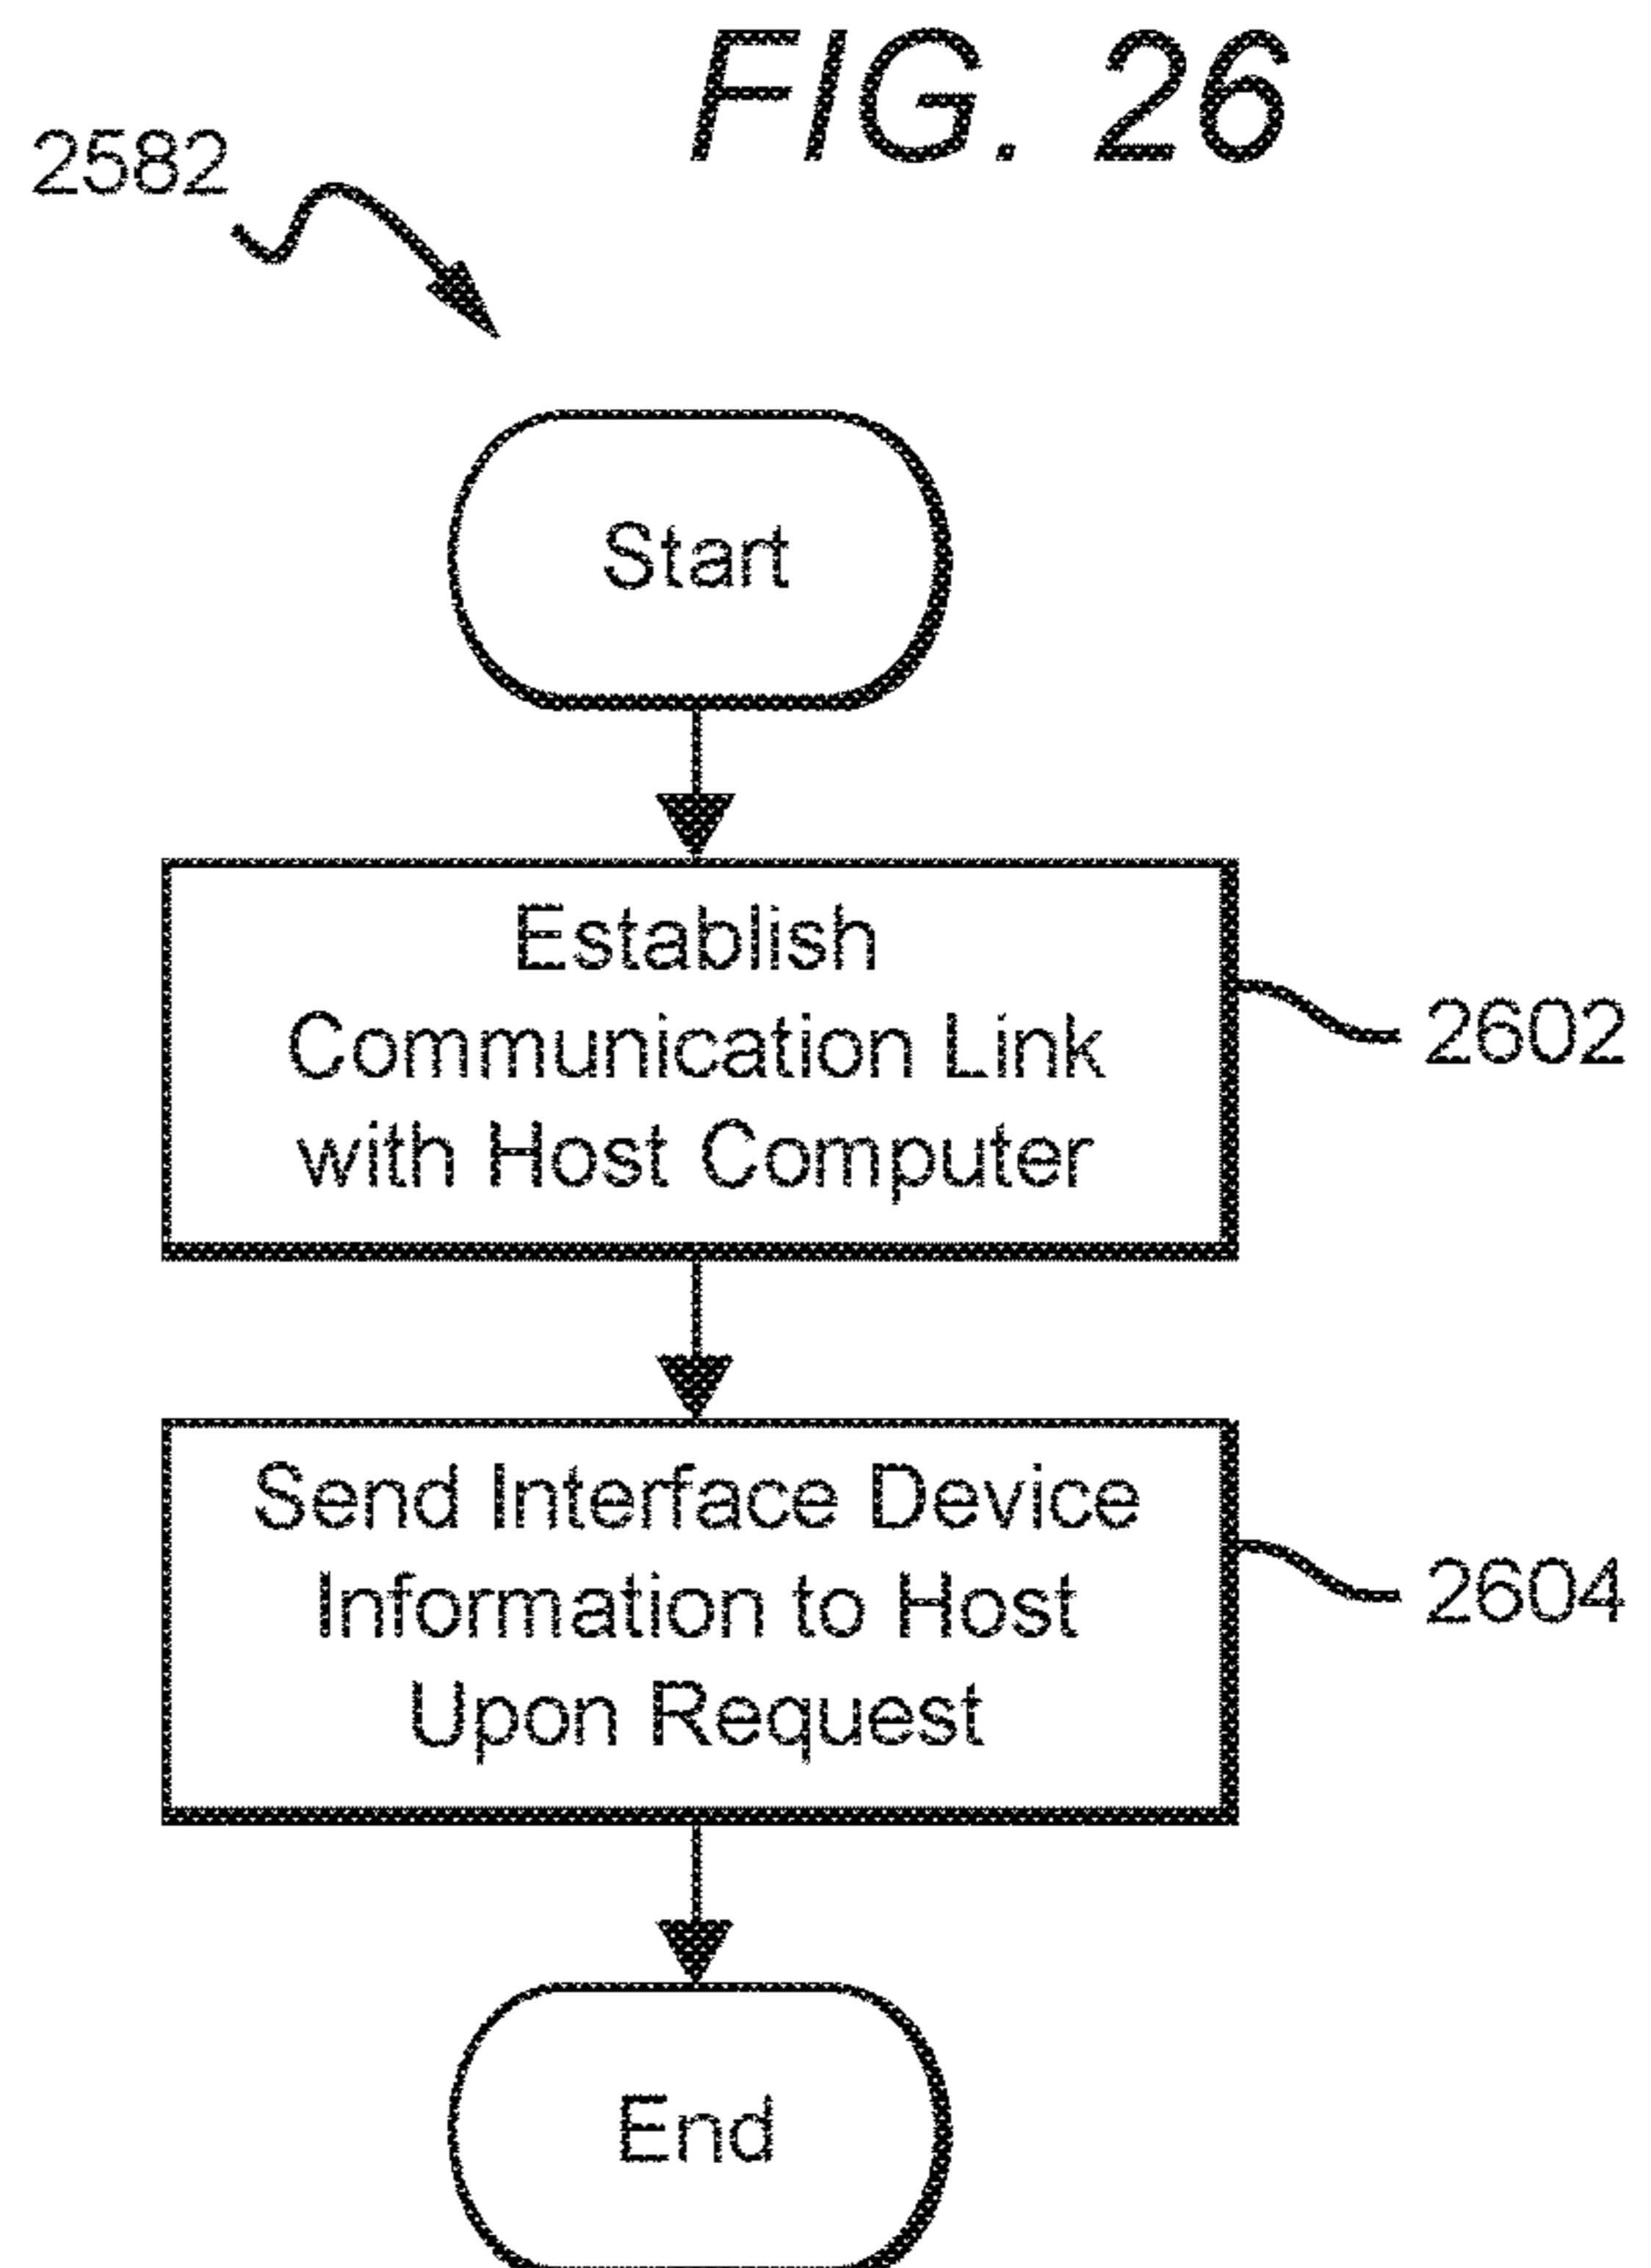 FIG. 26
2582
Start
Establish
Communication Link
with Host Computer
2602
Send Interface Device
Information to Host
Upon Request
2604
End